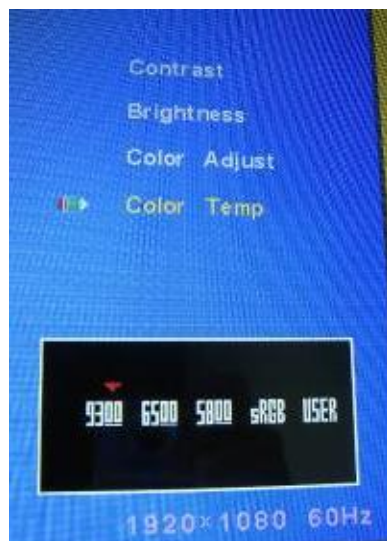 Contrast
Brightness
Color Adjust
Color Temp
9300 6500 5800 sRGB USER
1920×1080 60Hz